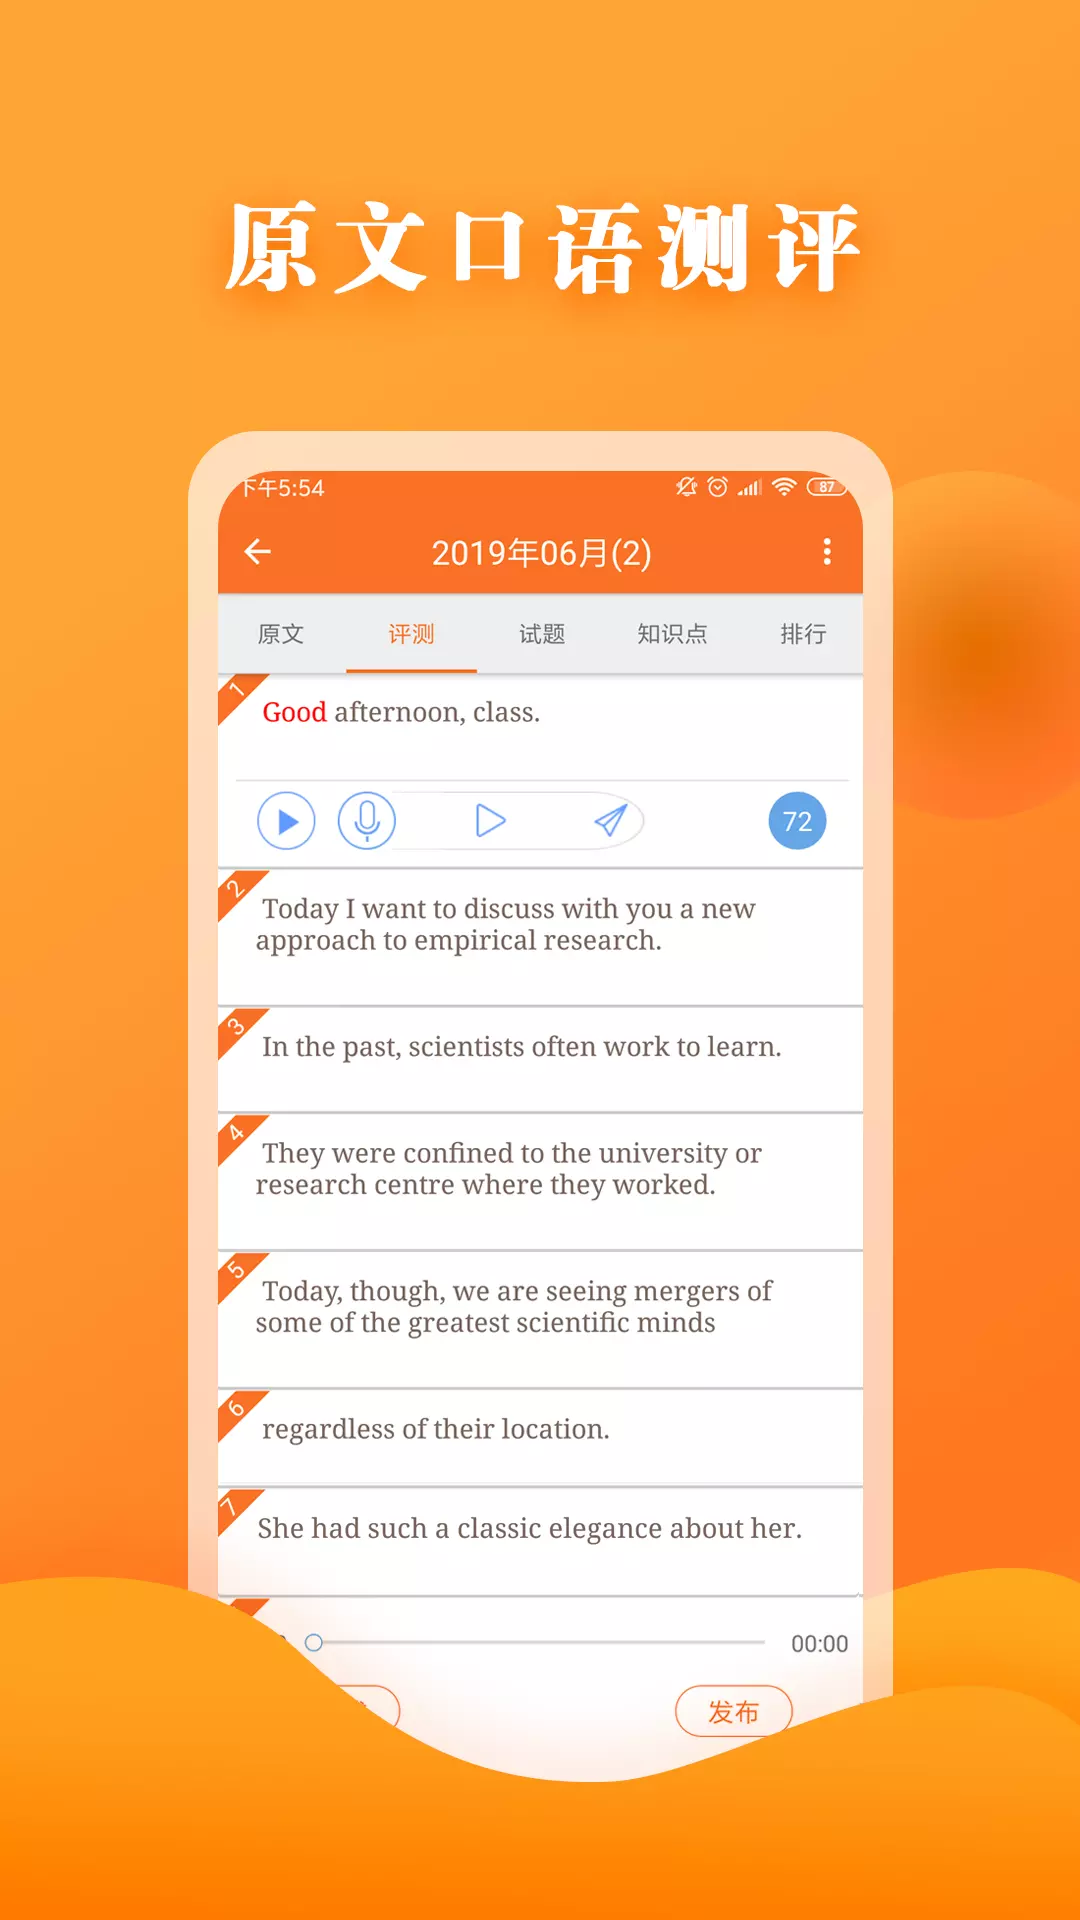 原文口语测评
下午5:54
87
2019年06月(2)
原文 评测 试题 知识点 排行
1
Good afternoon, class.
72
2
Today I want to discuss with you a new
approach to empirical research.
3
In the past, scientists often work to learn.
4
They were confined to the university or
research centre where they worked.
5
Today, though, we are seeing mergers of
some of the greatest scientific minds
6
regardless of their location.
7
She had such a classic elegance about her.
00:00
发布